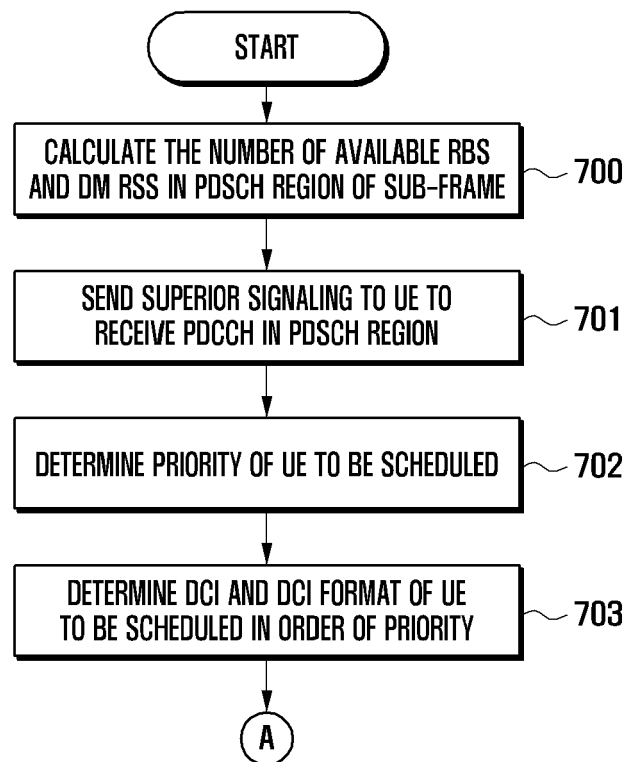 START
CALCULATE THE NUMBER OF AVAILABLE RBS
AND DM RSS IN PDSCH REGION OF SUB-FRAME
700
SEND SUPERIOR SIGNALING TO UE TO
RECEIVE PDCCH IN PDSCH REGION
701
DETERMINE PRIORITY OF UE TO BE SCHEDULED
702
DETERMINE DCI AND DCI FORMAT OF UE
TO BE SCHEDULED IN ORDER OF PRIORITY
703
A